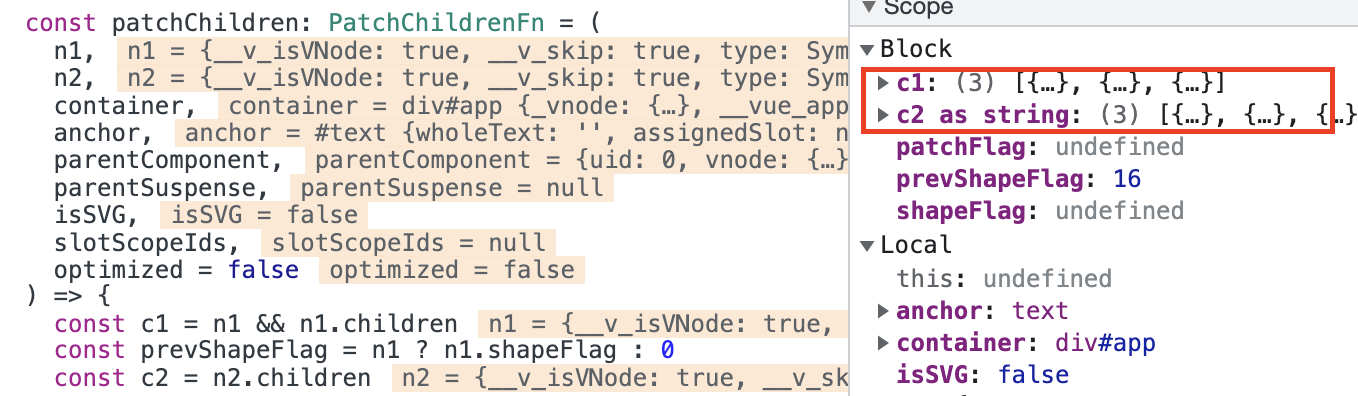 const patchChildren: PatchChildrenFn = (
n1, n1 = {__v_isVNode: true, __v_skip: true, type: Sym
n2, n2 = {__v_isVNode: true, __v_skip: true, type: Sym
container, container = div#app {_vnode: {…}, __vue_app
anchor, anchor = #text {wholeText: '', assignedSlot: n
parentComponent, parentComponent = {uid: 0, vnode: {…}
parentSuspense, parentSuspense = null
isSVG, isSVG = false
slotScopeIds, slotScopeIds = null
optimized = false optimized = false
) => {
const c1 = n1 && n1.children n1 = {__v_isVNode: true,
const prevShapeFlag = n1 ? n1.shapeFlag : 0
const c2 = n2.children n2 = {__v_isVNode: true, __v_sk
Scope
Block
c1: (3) [{…}, {…}, {…}]
c2 as string: (3) [{…}, {…}, {…}
patchFlag: undefined
prevShapeFlag: 16
shapeFlag: undefined
Local
this: undefined
anchor: text
container: div#app
isSVG: false